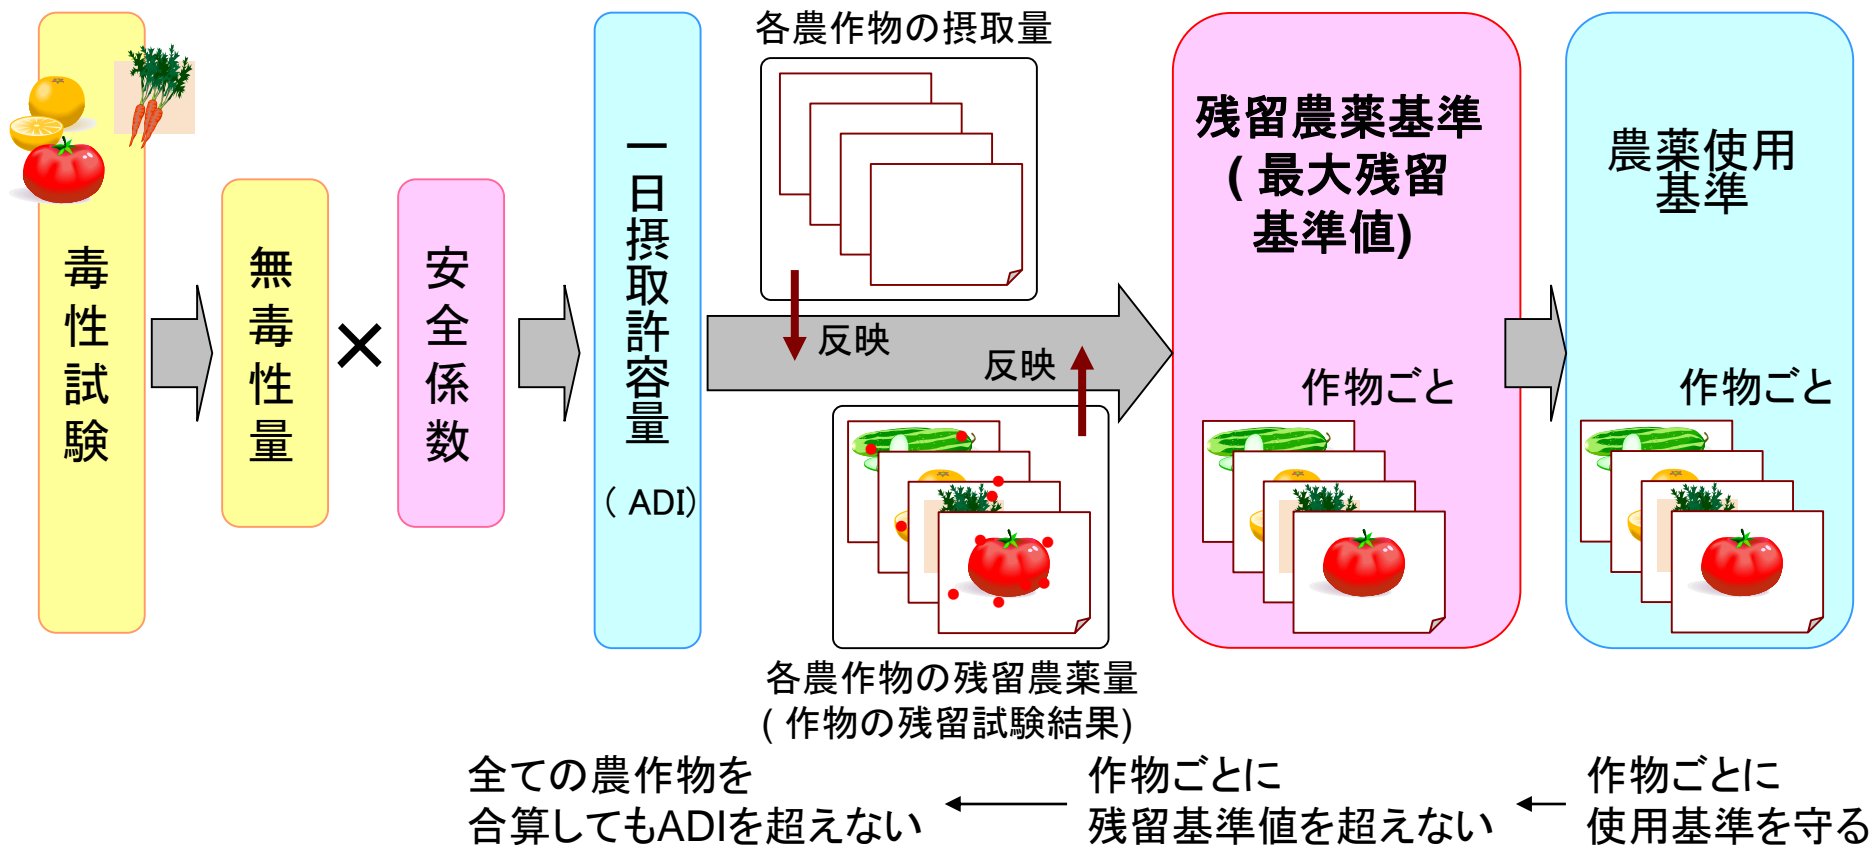 毒性試験
無毒性量
×
安全係数
一日摂取許容量
( ADI)
各農作物の摂取量
反映
反映
各農作物の残留農薬量
( 作物の残留試験結果)
残留農薬基準
( 最大残留
基準値)
作物ごと
農薬使用
基準
作物ごと
全ての農作物を
合算してもADIを超えない
作物ごとに
残留基準値を超えない
作物ごとに
使用基準を守る